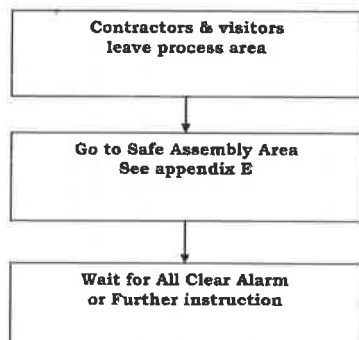 Contractors & visitors
leave process area
Go to Safe Assembly Area
See appendix E
Wait for All Clear Alarm
or Further instruction